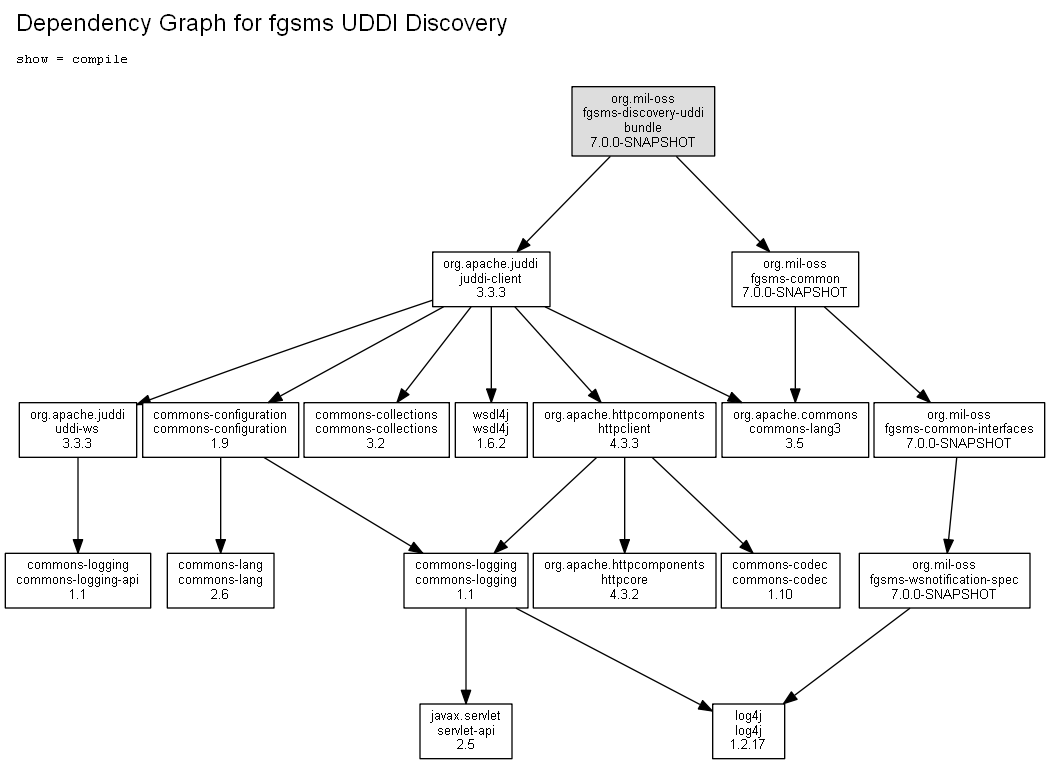 Dependency Graph for fgsms UDDI Discovery
show = compile
org.mil-oss
fgsms-discovery-uddi
bundle
7.0.0-SNAPSHOT
org.apache.juddi
juddi-client
3.3.3
org.mil-oss
fgsms-common
7.0.0-SNAPSHOT
org.apache.juddi
uddi-ws
3.3.3
commons-configuration
commons-configuration
1.9
commons-collections
commons-collections
3.2
wsdl4j
wsdl4j
1.6.2
org.apache.httpcomponents
httpclient
4.3.3
org.apache.commons
commons-lang3
3.5
org.mil-oss
fgsms-common-interfaces
7.0.0-SNAPSHOT
commons-logging
commons-logging-api
1.1
commons-lang
commons-lang
2.6
commons-logging
commons-logging
1.1
org.apache.httpcomponents
httpcore
4.3.2
commons-codec
commons-codec
1.10
org.mil-oss
fgsms-wsnotification-spec
7.0.0-SNAPSHOT
javax.servlet
servlet-api
2.5
log4j
log4j
1.2.17